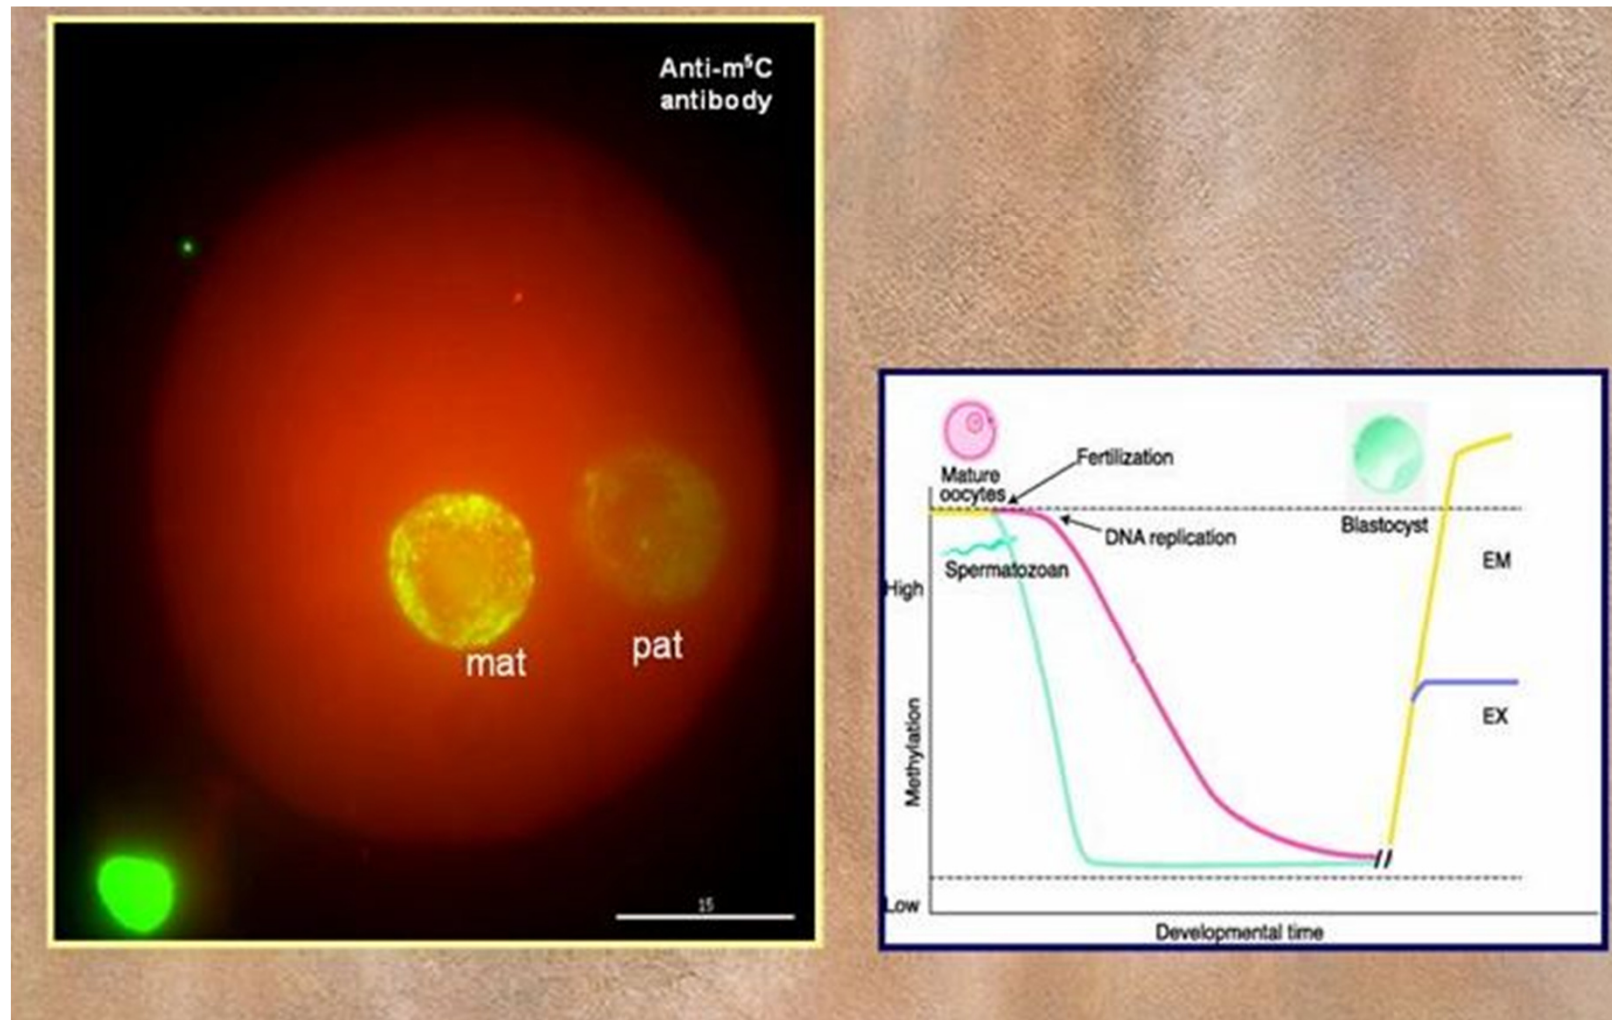 Anti-m⁵C
antibody
mat
pat
15
Mature
oocytes
Fertilization
DNA replication
Spermatozoan
Blastocyst
EM
EX
High
Methylation
Low
Developmental time